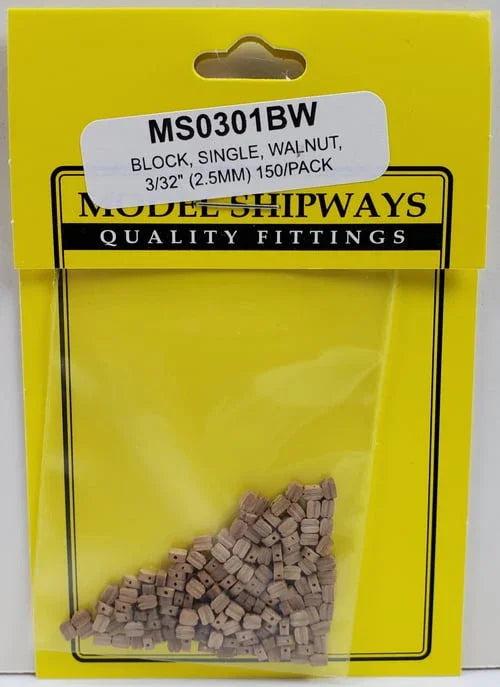 MS0301BW
BLOCK, SINGLE, WALNUT,
3/32" (2.5MM) 150/PACK
MODEL SHIPWAYS
QUALITY FITTINGS